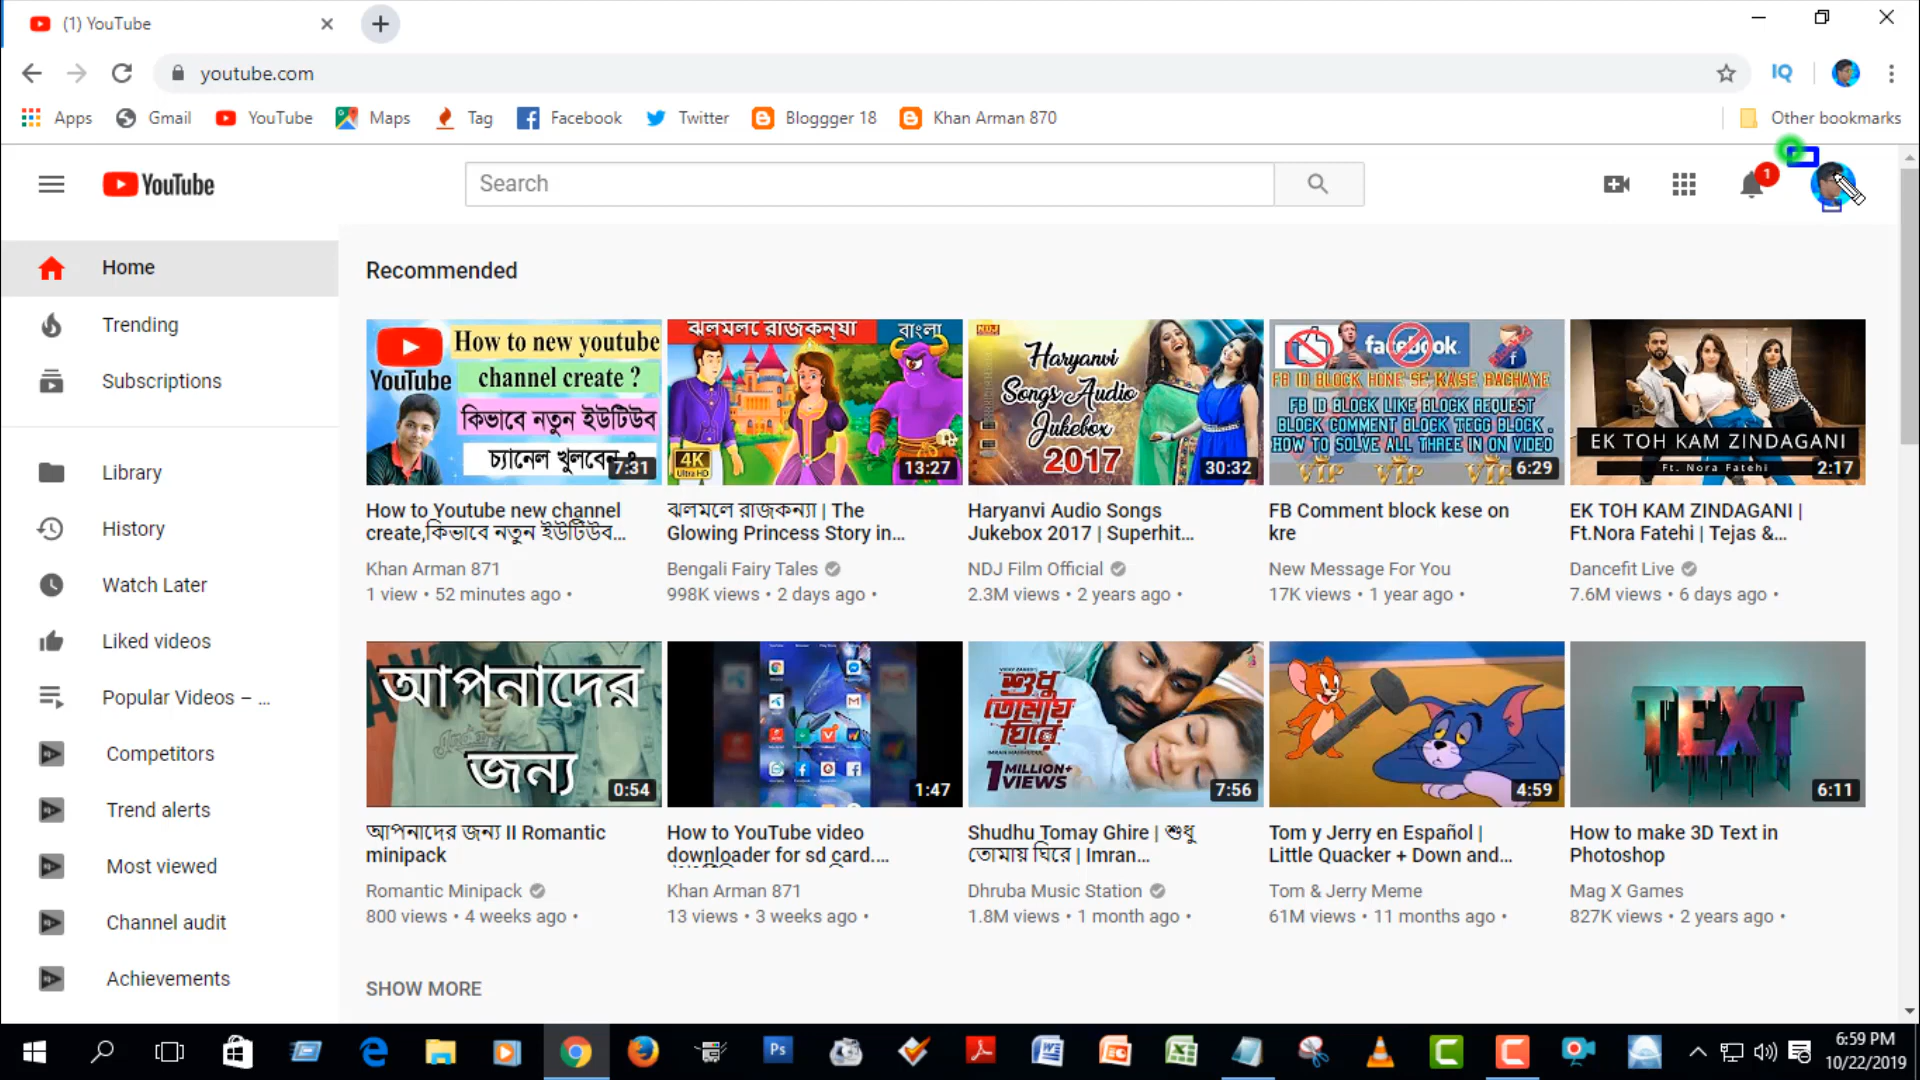 (1) YouTube
youtube.com
IQ
Apps Gmail YouTube Maps Tag Facebook Twitter Bloggger 18 Khan Arman 870 Other bookmarks
YouTube
Search
1
Home
Trending
Subscriptions
Library
History
Watch Later
Liked videos
Popular Videos – ...
Competitors
Trend alerts
Most viewed
Channel audit
Achievements
Recommended
YouTube
How to new youtube
channel create ?
কিভাবে নতুন ইউটিউব
চ্যানেল খুলবেন
7:31
How to Youtube new channel
create,কিভাবে নতুন ইউটিউব...
Khan Arman 871
1 view • 52 minutes ago •
ঝলমলে রাজকন্যা বাংলা
4K
Ultra HD
13:27
ঝলমলে রাজকন্যা | The
Glowing Princess Story in...
Bengali Fairy Tales
998K views • 2 days ago •
NDJ
Haryanvi
Songs Audio
Jukebox
2017
30:32
Haryanvi Audio Songs
Jukebox 2017 | Superhit...
NDJ Film Official
2.3M views • 2 years ago •
facebook.
FB ID BLOCK HONE SE KAISE BACHAYE
FB ID BLOCK LIKE BLOCK REQUEST
BLOCK COMMENT BLOCK TEGG BLOCK .
HOW TO SOLVE ALL THREE IN ON VIDEO
VIP VIP VIP
6:29
FB Comment block kese on
kre
New Message For You
17K views • 1 year ago •
EK TOH KAM ZINDAGANI
Ft. Nora Fatehi
2:17
EK TOH KAM ZINDAGANI |
Ft.Nora Fatehi | Tejas &...
Dancefit Live
7.6M views • 6 days ago •
আপনাদের
জন্য
0:54
আপনাদের জন্য II Romantic
minipack
Romantic Minipack
800 views • 4 weeks ago •
1:47
How to YouTube video
downloader for sd card....
Khan Arman 871
13 views • 3 weeks ago •
শুধু
তোমায়
ঘিরে
IMRAN MAHMUDUL
1 MILLION+
VIEWS
7:56
Shudhu Tomay Ghire | শুধু
তোমায় ঘিরে | Imran...
Dhruba Music Station
1.8M views • 1 month ago •
4:59
Tom y Jerry en Español |
Little Quacker + Down and...
Tom & Jerry Meme
61M views • 11 months ago •
TEXT
6:11
How to make 3D Text in
Photoshop
Mag X Games
827K views • 2 years ago •
SHOW MORE
Ps
6:59 PM
10/22/2019